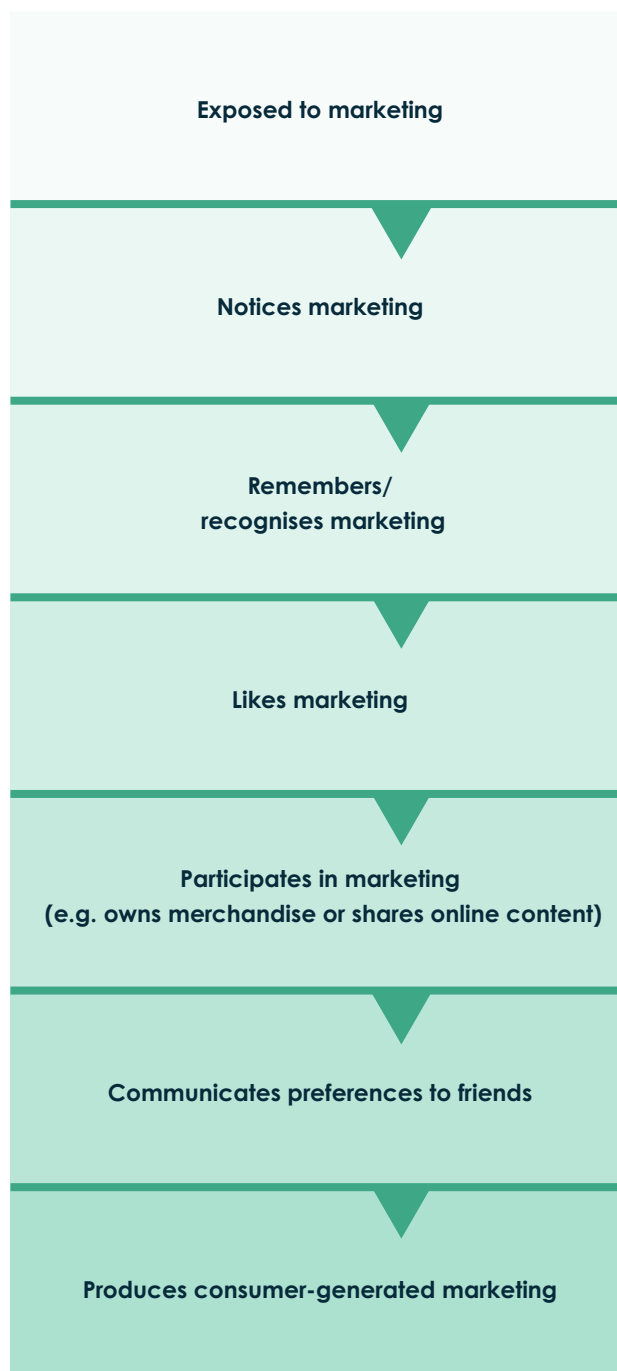 Exposed to marketing
Notices marketing
Remembers/
recognises marketing
Likes marketing
Participates in marketing
(e.g. owns merchandise or shares online content)
Communicates preferences to friends
Produces consumer-generated marketing